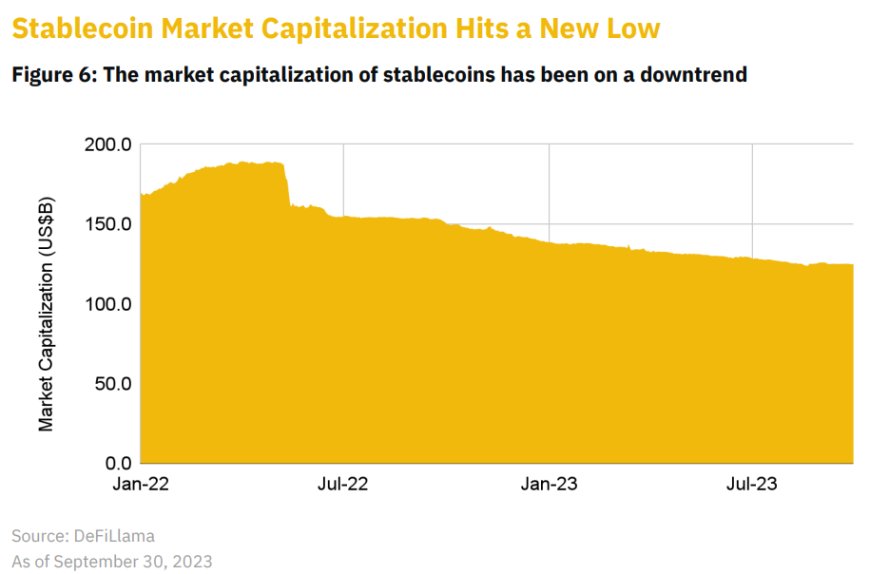 Stablecoin Market Capitalization Hits a New Low
Figure 6: The market capitalization of stablecoins has been on a downtrend
Market Capitalization (US$B)
200.0
150.0
100.0
50.0
0.0
Jan-22
Jul-22
Jan-23
Jul-23
Source: DeFiLlama
As of September 30, 2023